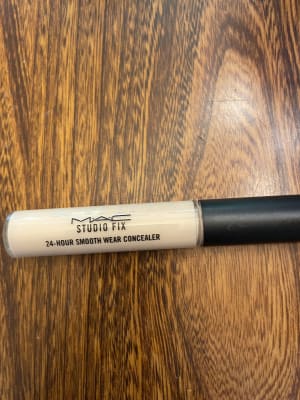 MAC
STUDIO FIX
24-HOUR SMOOTH WEAR CONCEALER